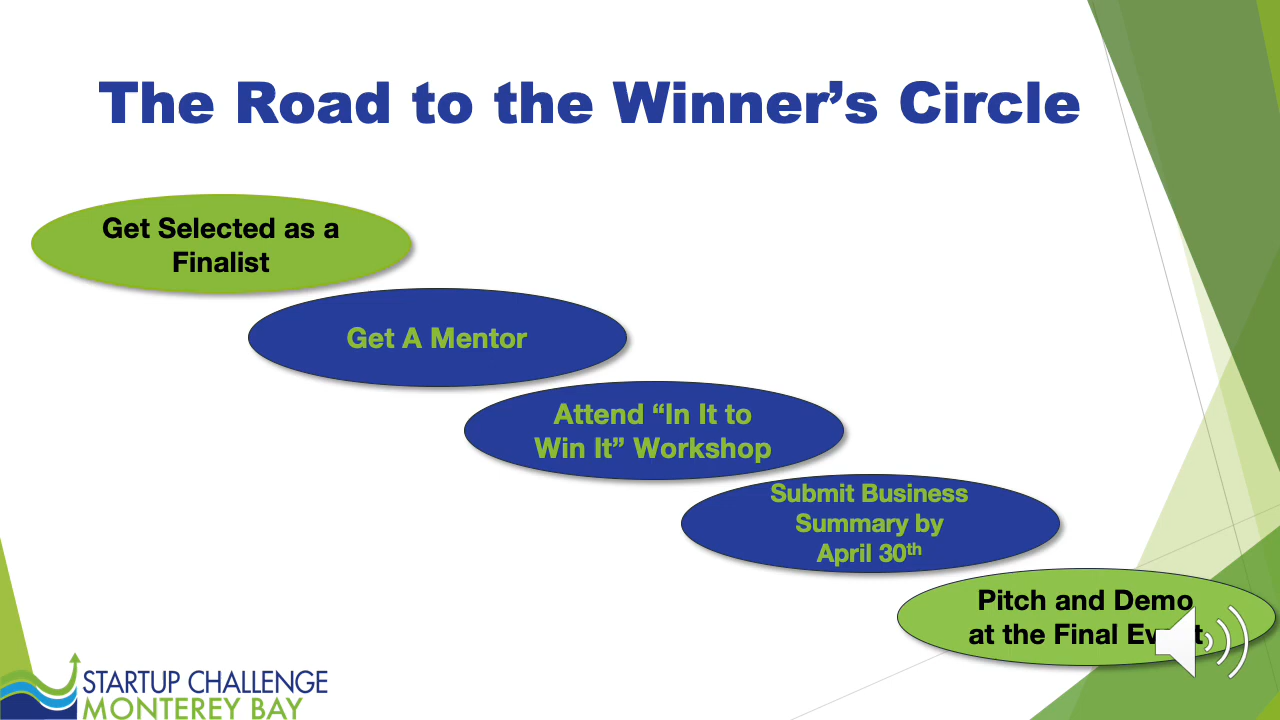 The Road to the Winner’s Circle
Get Selected as a
Finalist
Get A Mentor
Attend “In It to
Win It” Workshop
Submit Business
Summary by
April 30th
Pitch and Demo
at the Final
STARTUP CHALLENGE
MONTEREY BAY